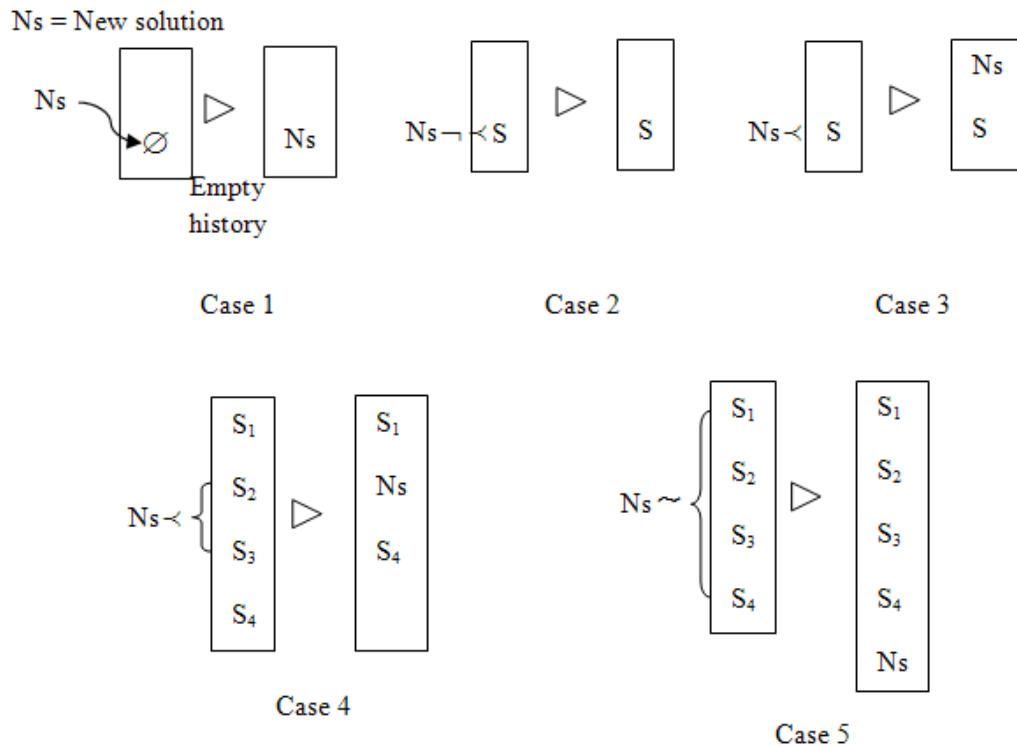 Ns = New solution
Ns
∅
Ns
Empty
history
Case 1
Ns ¬ ≺ S
S
Case 2
Ns ≺ S
Ns
S
Case 3
Ns ≺
S₁
S₂
S₃
S₄
S₁
Ns
S₄
Case 4
Ns ~
S₁
S₂
S₃
S₄
S₁
S₂
S₃
S₄
Ns
Case 5